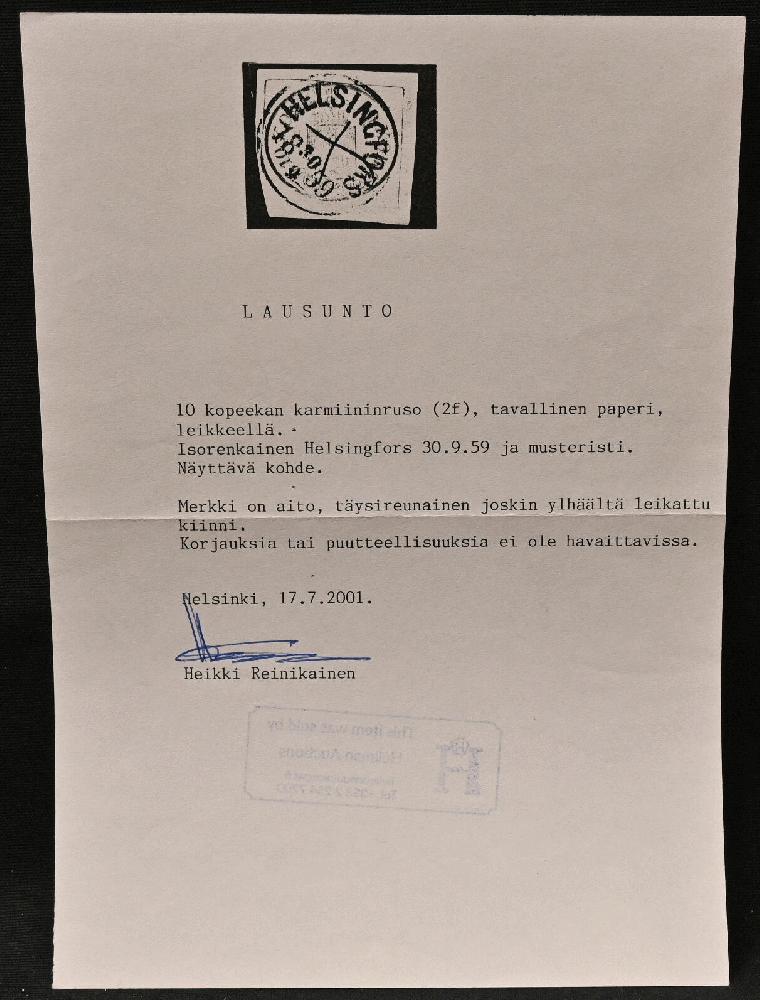 HELSINGFORS
L A U S U N T O
10 kopeekan karmiininruso (2f), tavallinen paperi,
leikkeellä. -
Isorenkainen Helsingfors 30.9.59 ja musteristi.
Näyttävä kohde.
Merkki on aito, täysireunainen joskin ylhäältä leikattu
kiinni.
Korjauksia tai puutteellisuuksia ei ole havaittavissa.
Helsinki, 17.7.2001.
Heikki Reinikainen
This item was sold by
Hellman Auctions